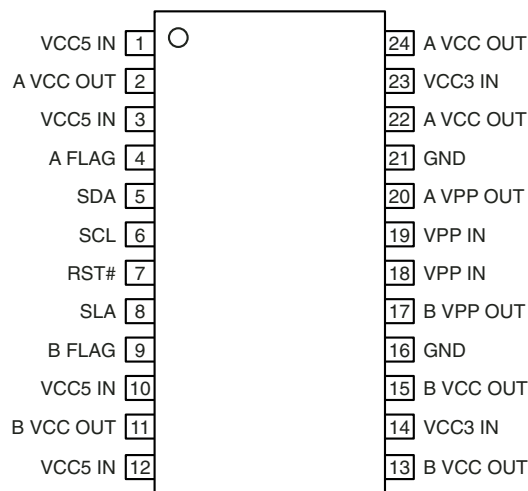 VCC5 IN 1 24 A VCC OUT
A VCC OUT 2 23 VCC3 IN
VCC5 IN 3 22 A VCC OUT
A FLAG 4 21 GND
SDA 5 20 A VPP OUT
SCL 6 19 VPP IN
RST# 7 18 VPP IN
SLA 8 17 B VPP OUT
B FLAG 9 16 GND
VCC5 IN 10 15 B VCC OUT
B VCC OUT 11 14 VCC3 IN
VCC5 IN 12 13 B VCC OUT